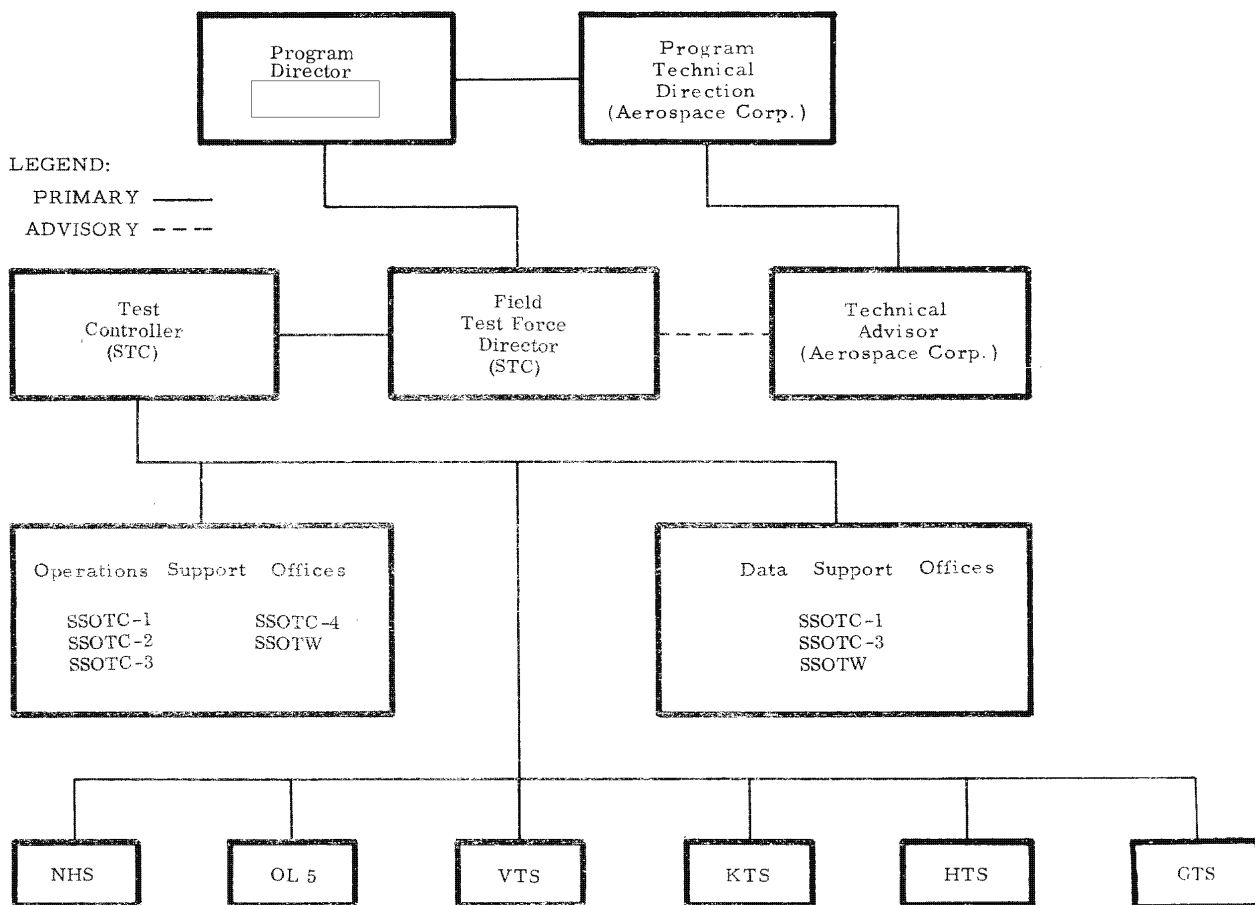 Program
Director
Program
Technical
Direction
(Aerospace Corp.)
LEGEND:
PRIMARY
ADVISORY
Test
Controller
(STC)
Field
Test Force
Director
(STC)
Technical
Advisor
(Aerospace Corp.)
Operations Support Offices
SSOTC-1
SSOTC-2
SSOTC-3
SSOTC-4
SSOTW
Data Support Offices
SSOTC-1
SSOTC-3
SSOTW
NHS
OL 5
VTS
KTS
HTS
GTS